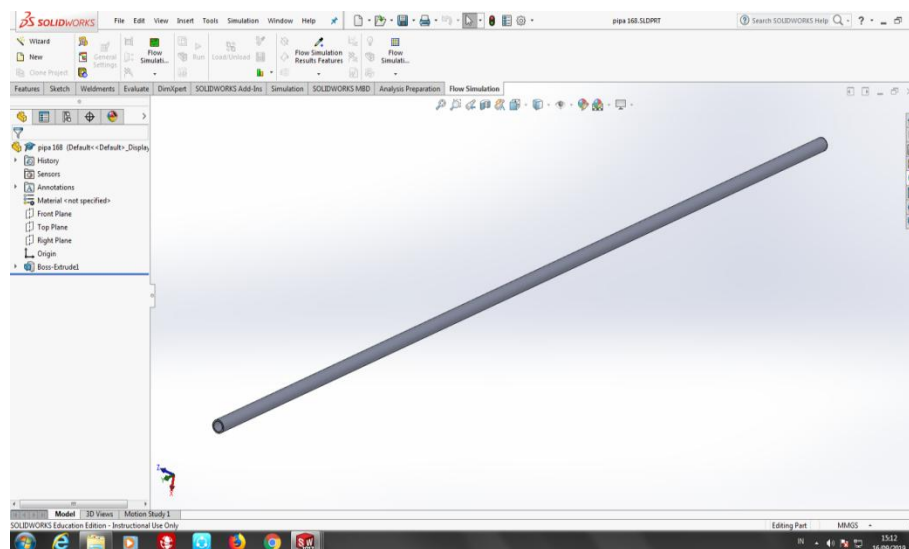 SOLIDWORKS File Edit View Insert Tools Simulation Window Help pipa 168.SLDPRT Search SOLIDWORKS Help
Wizard
New
Clone Project
General Settings
Flow Simulati...
Run
Load/Unload
Flow Simulation Results Features
Flow Simulati...
Features Sketch Weldments Evaluate DimXpert SOLIDWORKS Add-Ins Simulation SOLIDWORKS MBD Analysis Preparation Flow Simulation
pipa 168 (Default<<Default>_Display
History
Sensors
Annotations
Material <not specified>
Front Plane
Top Plane
Right Plane
Origin
Boss-Extrude1
Z
X
Model 3D Views Motion Study 1
SOLIDWORKS Education Edition - Instructional Use Only Editing Part MMGS
IN 15:12
16/09/2019